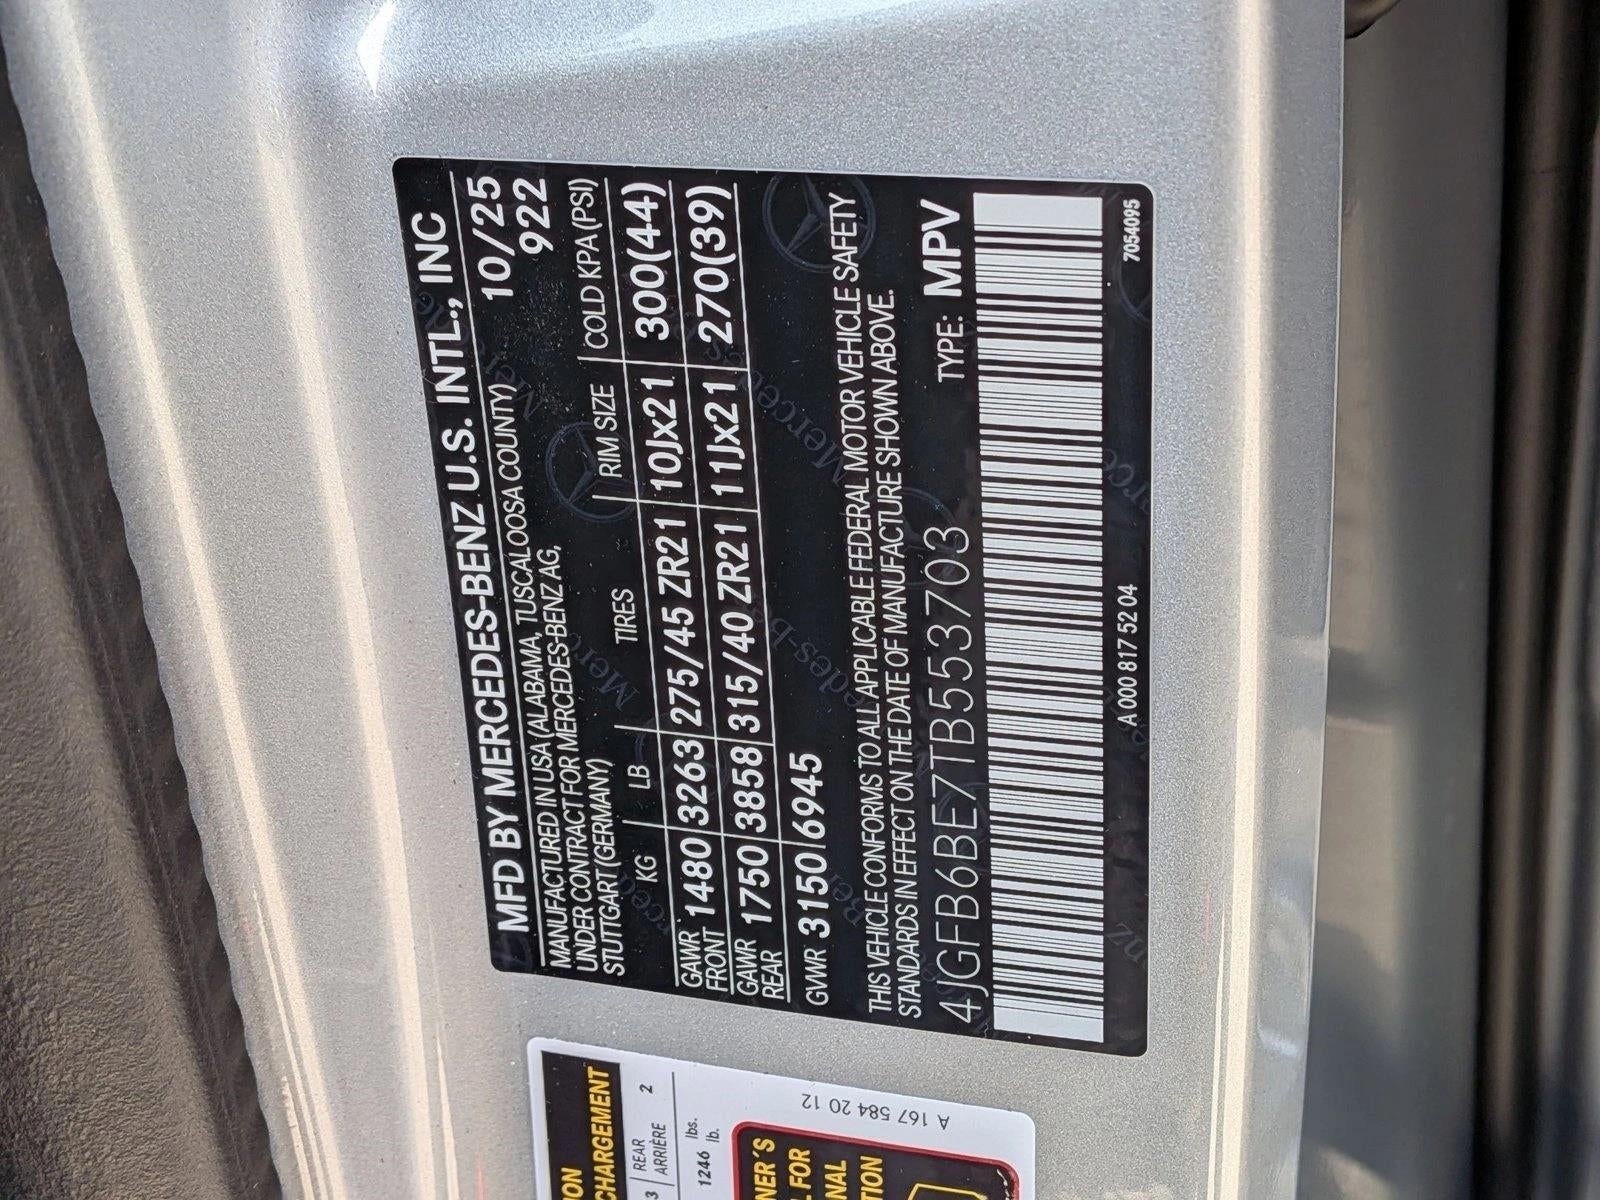 MFD BY MERCEDES-BENZ U.S. INTL., INC
MANUFACTURED IN USA (ALABAMA, TUSCALOOSA COUNTY) 10/25
UNDER CONTRACT FOR MERCEDES-BENZ AG, 922
STUTTGART (GERMANY)
KG LB TIRES RIM SIZE COLD KPA (PSI)
GAWR FRONT 1480 3263 275/45 ZR21 10Jx21 300(44)
GAWR REAR 1750 3858 315/40 ZR21 11Jx21 270(39)
GVWR 3150 6945
THIS VEHICLE CONFORMS TO ALL APPLICABLE FEDERAL MOTOR VEHICLE SAFETY
STANDARDS IN EFFECT ON THE DATE OF MANUFACTURE SHOWN ABOVE.
4JGFB6BE7TB553703 TYPE: MPV
A 000 817 52 04 7054095
CHARGEMENT
3 REAR 2
ARRIÈRE
1246 lbs.
lb.
A 167 584 20 12
FOR